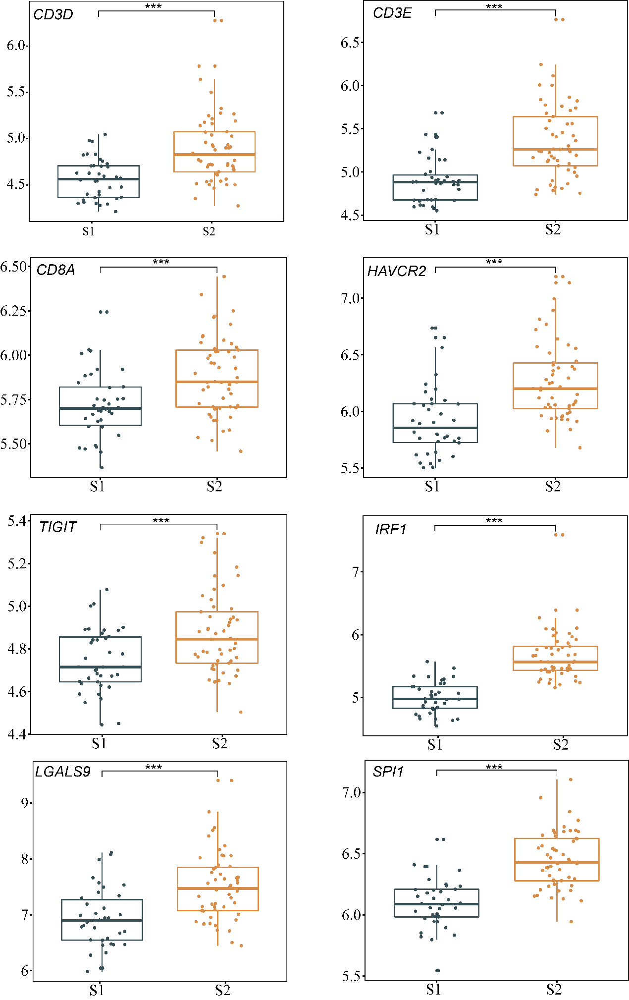 CD3D
***
6.0
5.5
5.0
4.5
S1 S2
CD3E
***
6.5
6.0
5.5
5.0
4.5
S1 S2
CD8A
***
6.50
6.25
6.00
5.75
5.50
S1 S2
HAVCR2
***
7.0
6.5
6.0
5.5
S1 S2
TIGIT
***
5.4
5.2
5.0
4.8
4.6
4.4
S1 S2
IRF1
***
7
6
5
S1 S2
LGALS9
***
9
8
7
6
S1 S2
SPI1
***
7.0
6.5
6.0
5.5
S1 S2